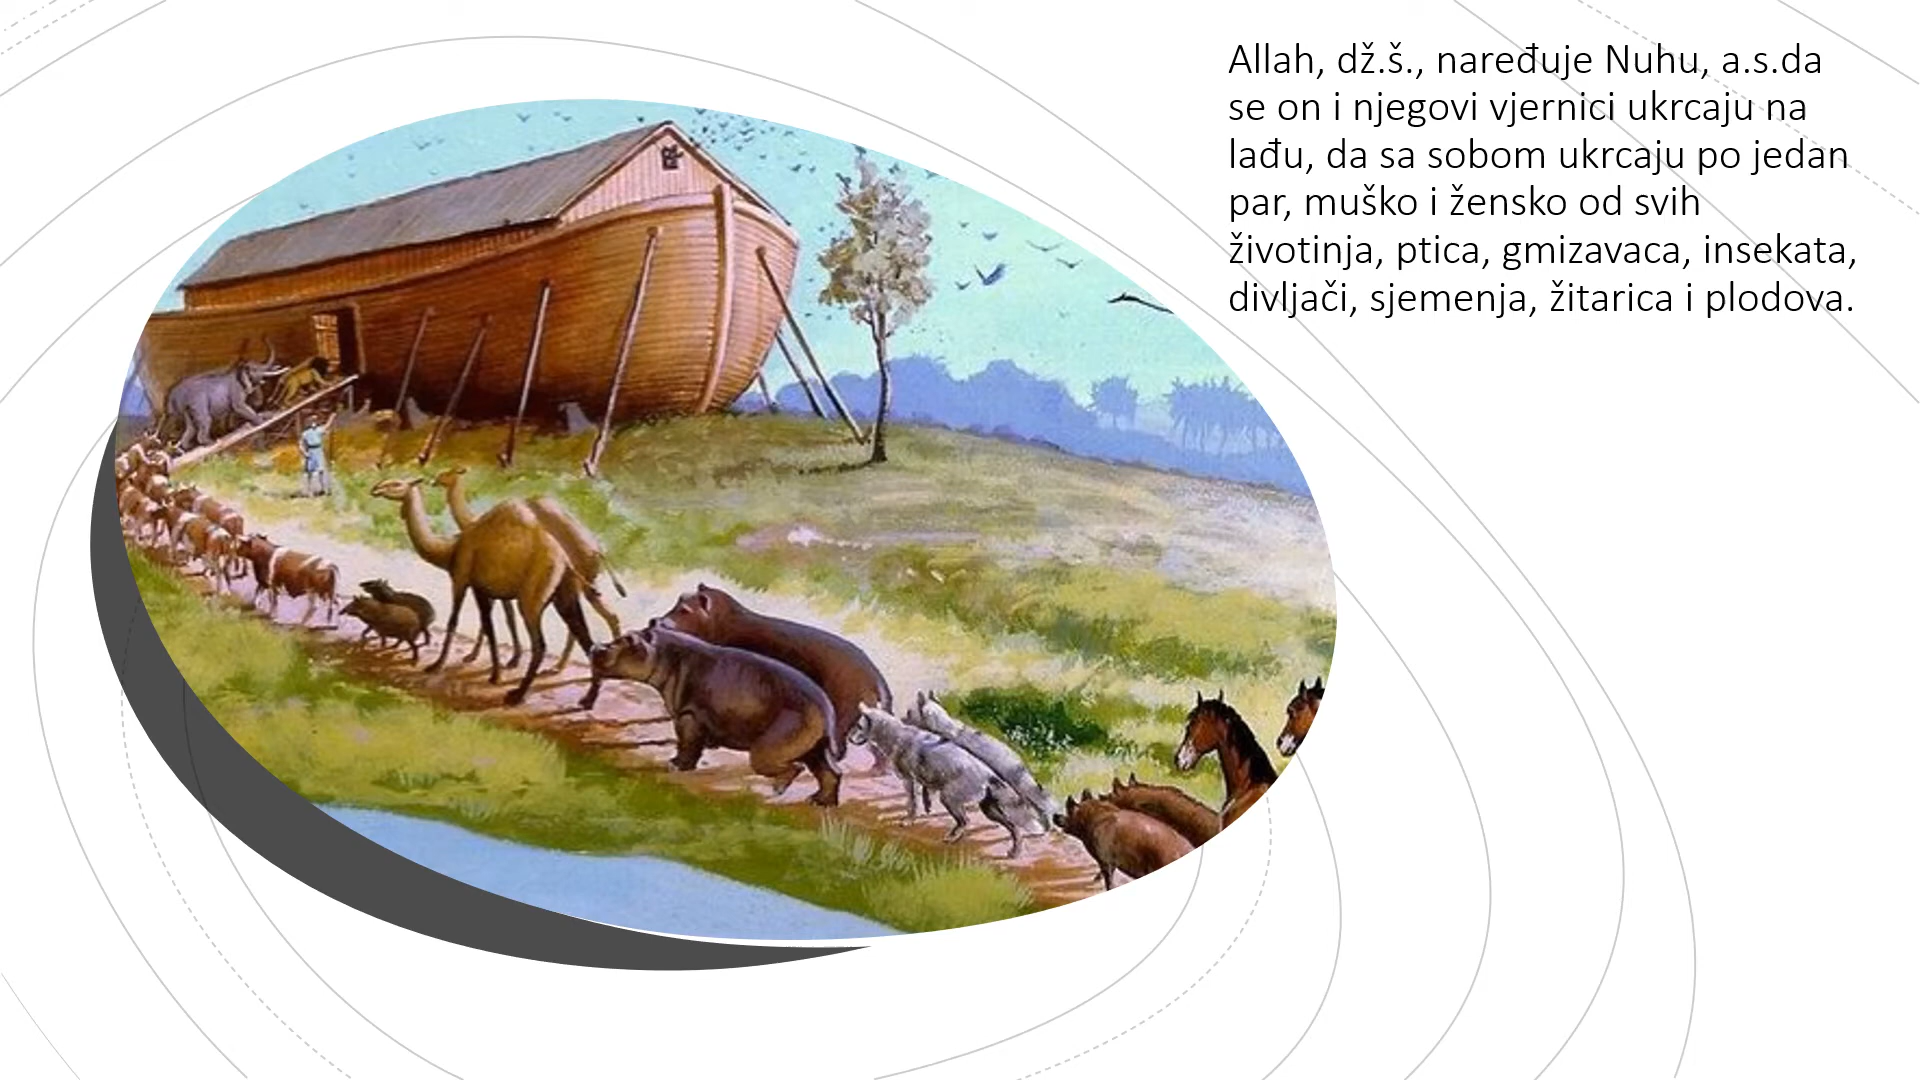 Allah, dž.š., naređuje Nuhu, a.s.da
se on i njegovi vjernici ukrcaju na
lađu, da sa sobom ukrcaju po jedan
par, muško i žensko od svih
životinja, ptica, gmizavaca, insekata,
divljači, sjemenja, žitarica i plodova.